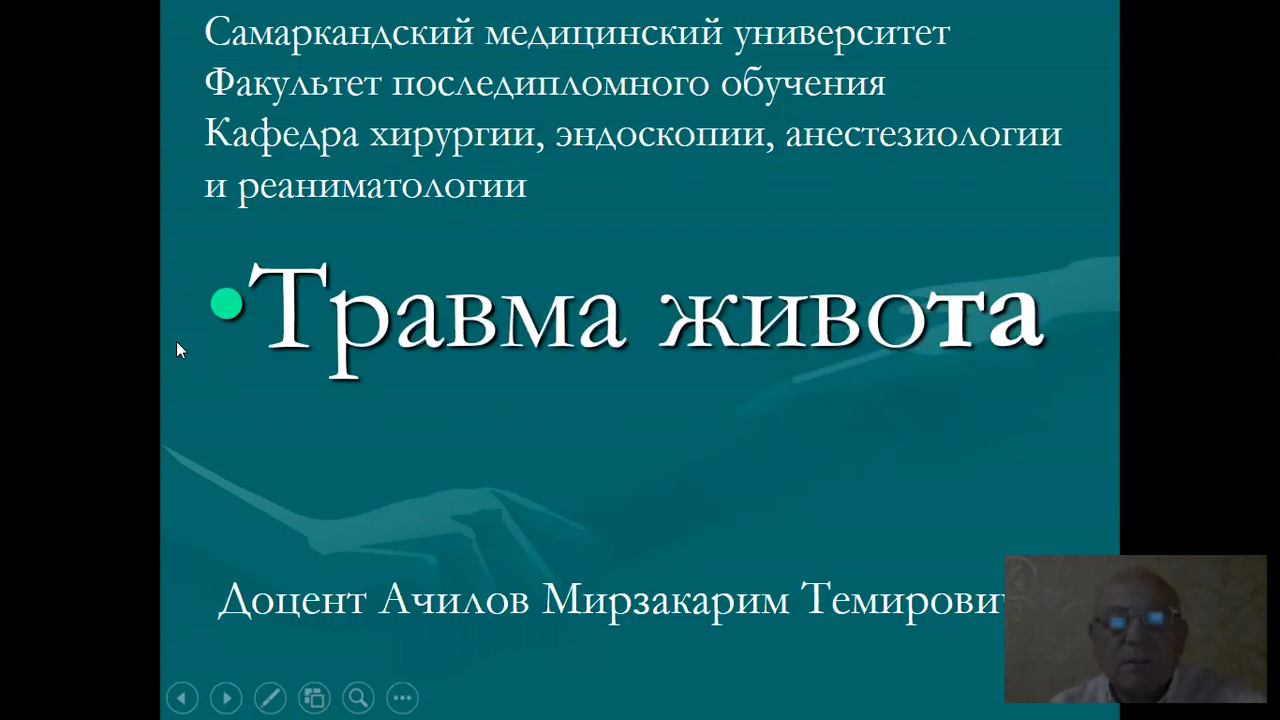 Самаркандский медицинский университет
Факультет последипломного обучения
Кафедра хирургии, эндоскопии, анестезиологии
и реаниматологии
•Травма живота
Доцент Ачилов Мирзакарим